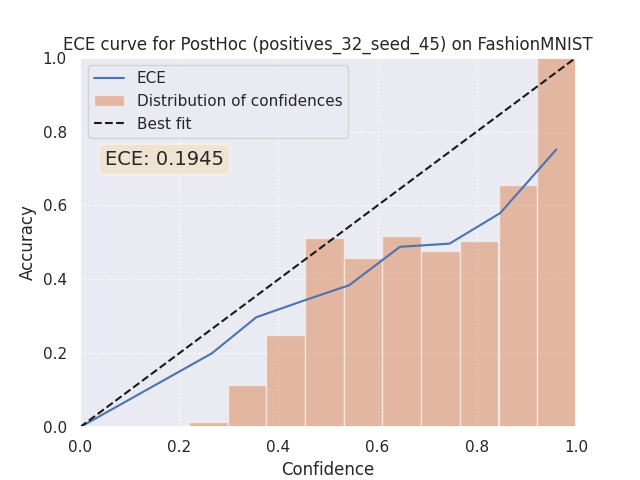 ECE curve for PostHoc (positives_32_seed_45) on FashionMNIST
1.0
0.8
0.6
0.4
0.2
0.0
Accuracy
ECE
Distribution of confidences
Best fit
ECE: 0.1945
0.0 0.2 0.4 0.6 0.8 1.0
Confidence